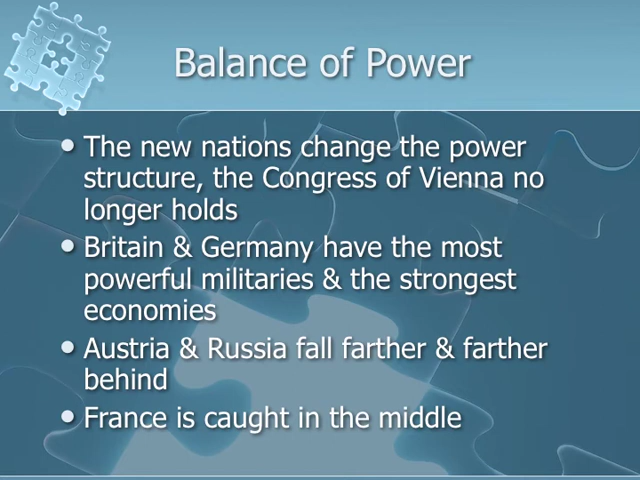 Balance of Power
• The new nations change the power
structure, the Congress of Vienna no
longer holds
• Britain & Germany have the most
powerful militaries & the strongest
economies
• Austria & Russia fall farther & farther
behind
• France is caught in the middle